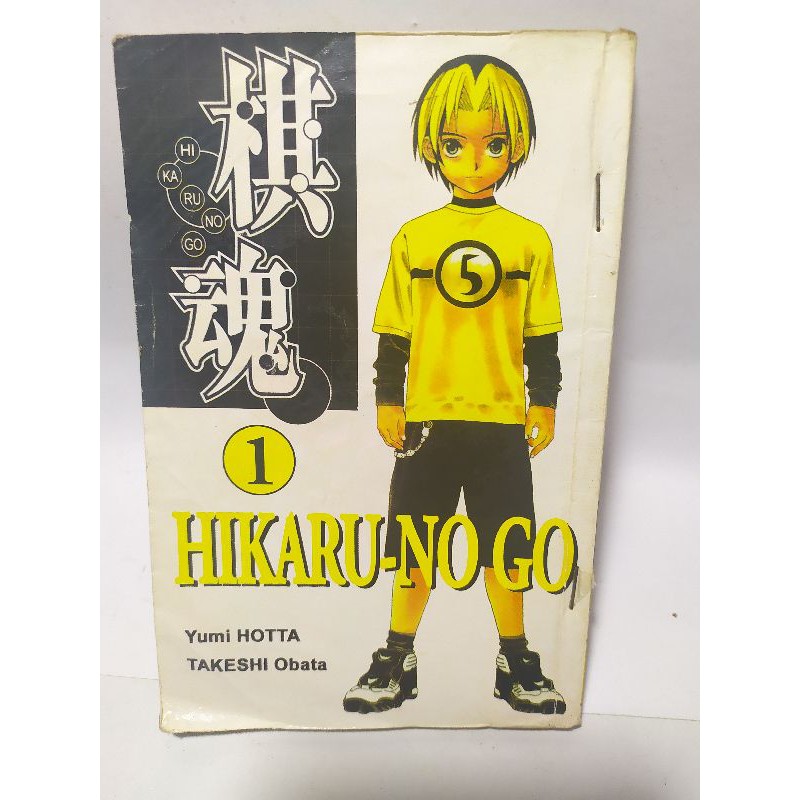 棋魂
HI
KA
RU
NO
GO
5
1
HIKARU-NO GO
Yumi HOTTA
TAKESHI Obata